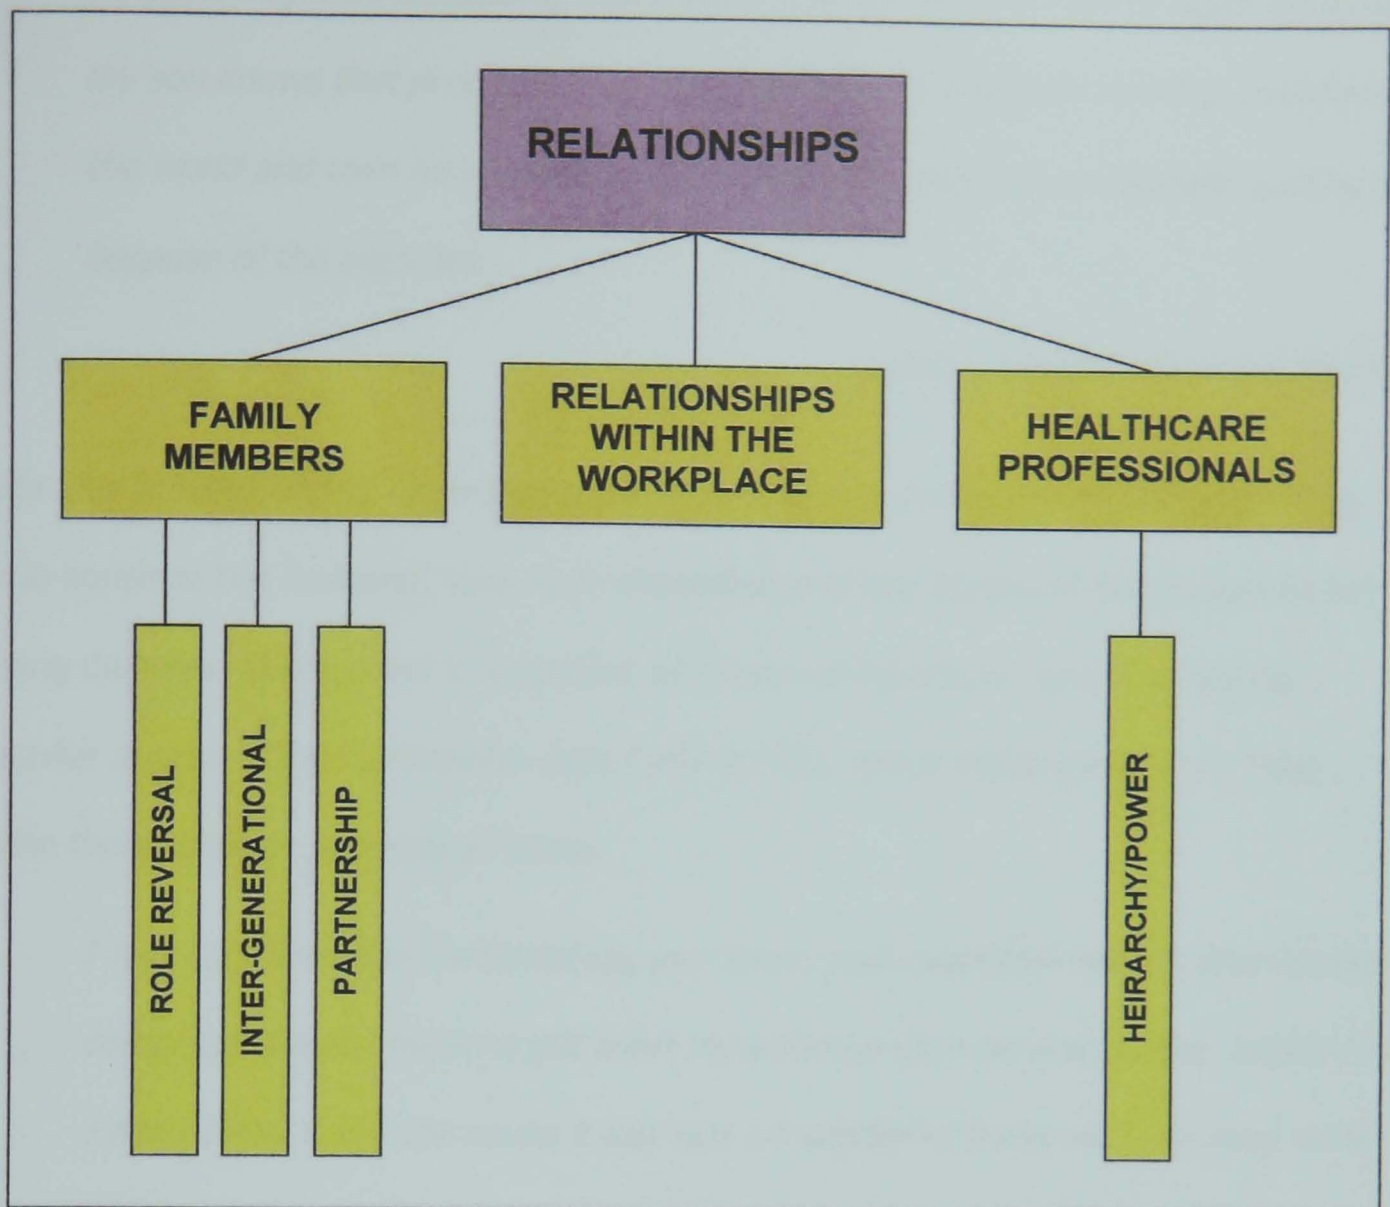 RELATIONSHIPS
FAMILY
MEMBERS
RELATIONSHIPS
WITHIN THE
WORKPLACE
HEALTHCARE
PROFESSIONALS
ROLE REVERSAL
INTER-GENERATIONAL
PARTNERSHIP
HEIRARCHY/POWER